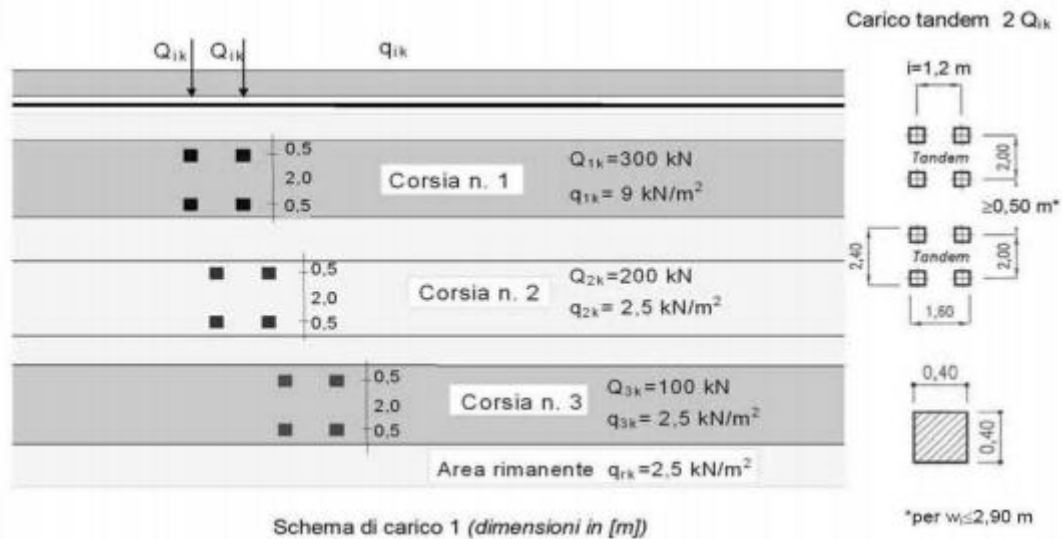 Carico tandem 2 Qik
Qik Qik qik
i=1,2 m
0,5
2,0
0,5
Corsia n. 1
Q1k=300 kN
q1k= 9 kN/m²
Tandem
2,00
≥0,50 m*
0,5
2,0
0,5
Corsia n. 2
Q2k=200 kN
q2k= 2,5 kN/m²
2,40
Tandem
2,00
1,60
0,5
2,0
0,5
Corsia n. 3
Q3k=100 kN
q3k= 2,5 kN/m²
0,40
0,40
Area rimanente qrk=2,5 kN/m²
Schema di carico 1 (dimensioni in [m])
*per wl≤2,90 m